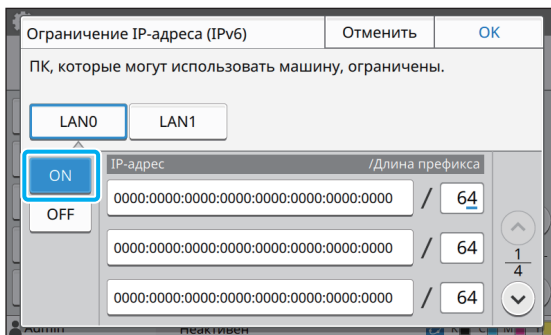 Ограничение IP-адреса (IPv6) Отменить OK
ПК, которые могут использовать машину, ограничены.
LAN0 LAN1
ON
OFF
IP-адрес /Длина префикса
0000:0000:0000:0000:0000:0000:0000:0000 / 64
0000:0000:0000:0000:0000:0000:0000:0000 / 64
0000:0000:0000:0000:0000:0000:0000:0000 / 64
1
4
Admin Неактивен K C M Y